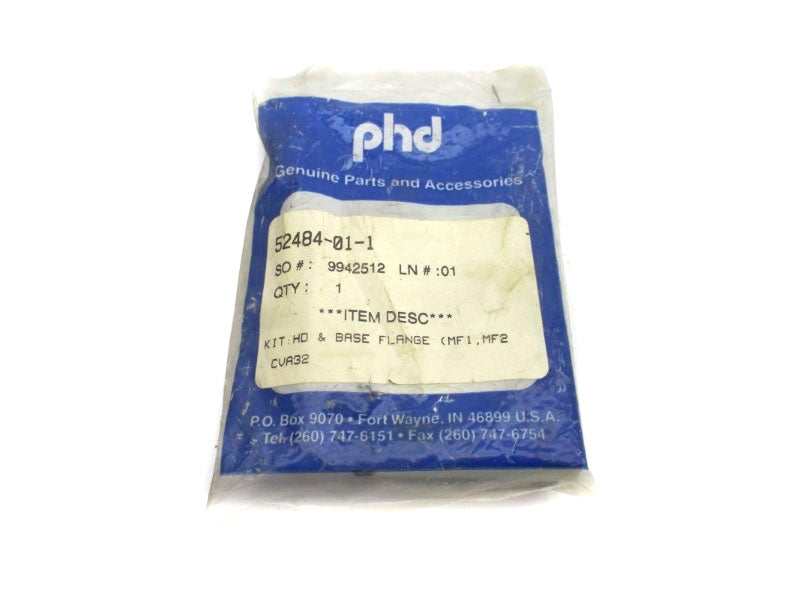 phd
Genuine Parts and Accessories
52484-01-1
SO #: 9942512 LN #:01
QTY: 1
***ITEM DESC***
KIT:HD & BASE FLANGE (MF1,MF2
CVA32
P.O. Box 9070 • Fort Wayne, IN 46899 U.S.A.
Tel. (260) 747-6151 • Fax (260) 747-6754